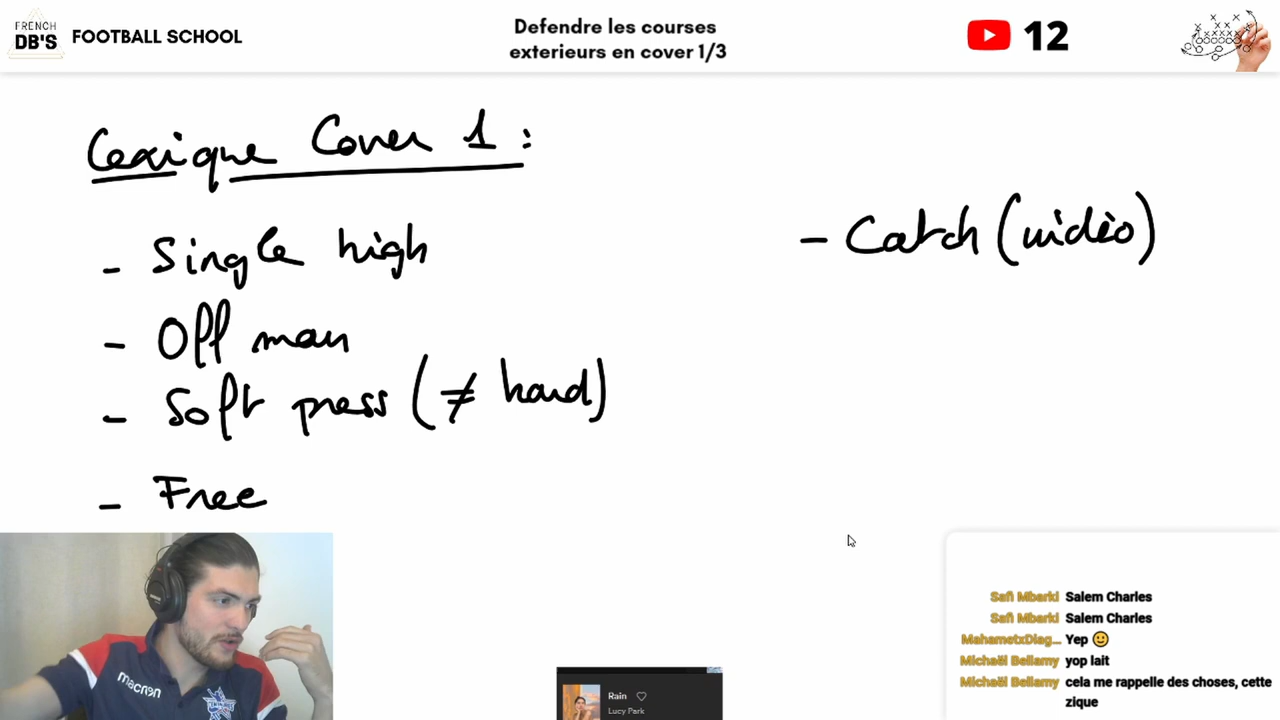 FRENCH
DB'S
FOOTBALL SCHOOL
Defendre les courses
exterieurs en cover 1/3
12
Lexique Cover 1 :
- Single high
- Off man
- Soft press (≠ hard)
- Free
- Catch (vidéo)
macron
Safi Mbarki Salem Charles
Safi Mbarki Salem Charles
MahametxDiag... Yep 🙂
Michaël Bellamy yop lait
Michaël Bellamy cela me rappelle des choses, cette
zique
Rain
Lucy Park